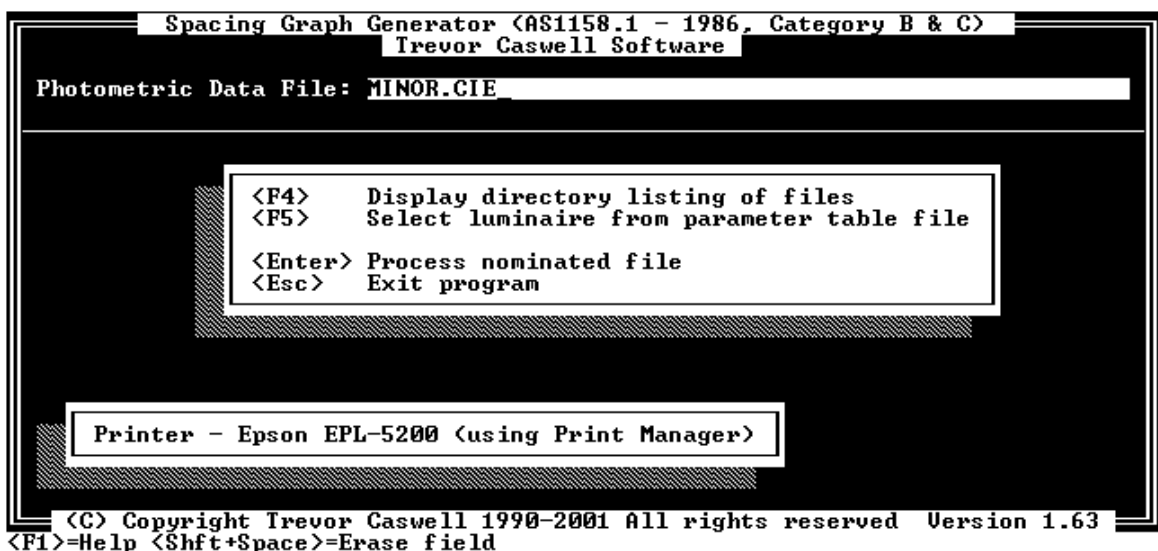 Spacing Graph Generator (AS1158.1 - 1986, Category B & C)
Trevor Caswell Software
Photometric Data File: MINOR.CIE_
<F4> Display directory listing of files
<F5> Select luminaire from parameter table file
<Enter> Process nominated file
<Esc> Exit program
Printer - Epson EPL-5200 (using Print Manager)
(C) Copyright Trevor Caswell 1990-2001 All rights reserved Version 1.63
<F1>=Help <Shft+Space>=Erase field